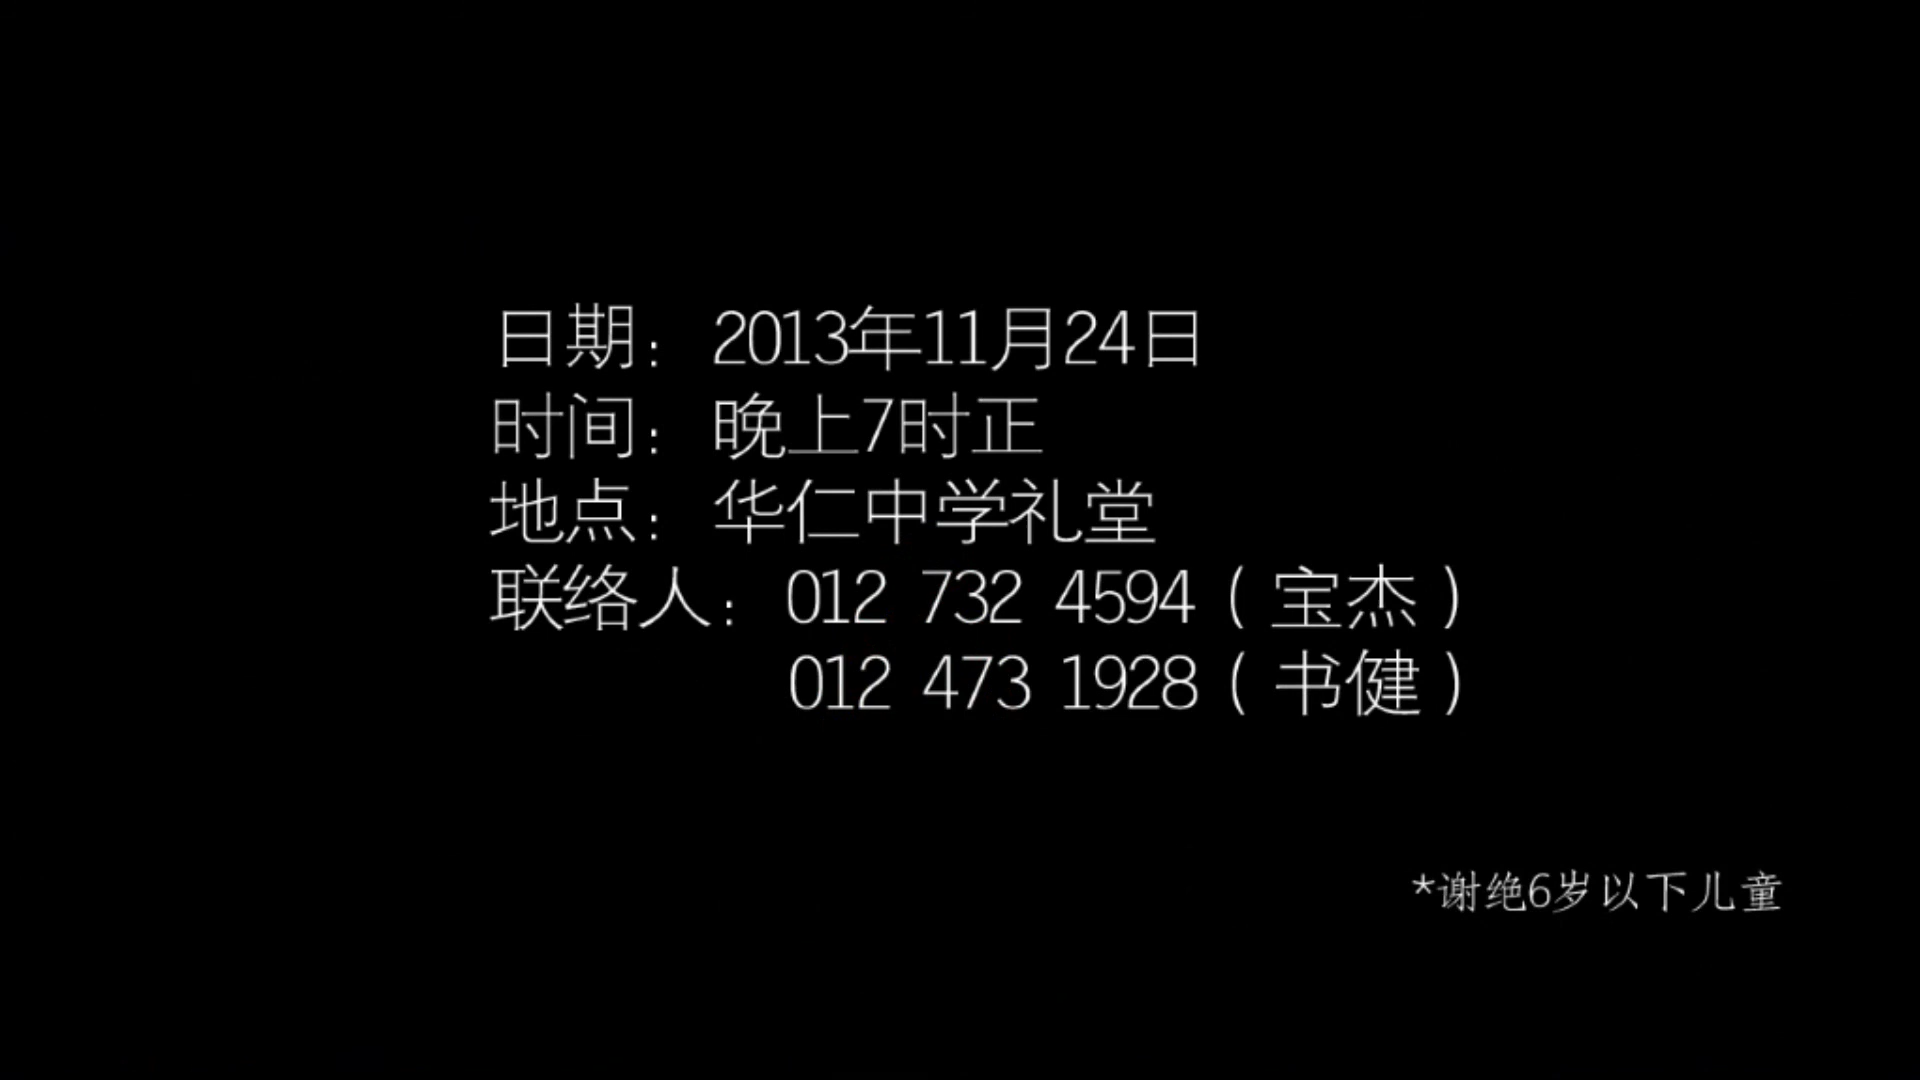 日期：2013年11月24日
时间：晚上7时正
地点：华仁中学礼堂
联络人：012 732 4594（宝杰）
012 473 1928（书健）
*谢绝6岁以下儿童